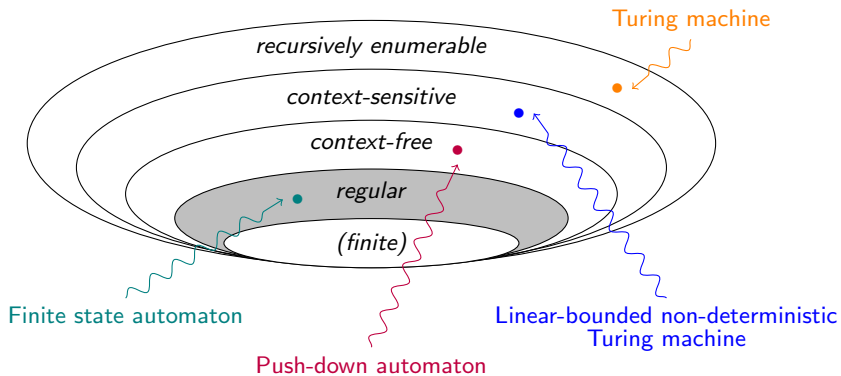 Turing machine
recursively enumerable
context-sensitive
context-free
regular
(finite)
Finite state automaton
Linear-bounded non-deterministic
Turing machine
Push-down automaton